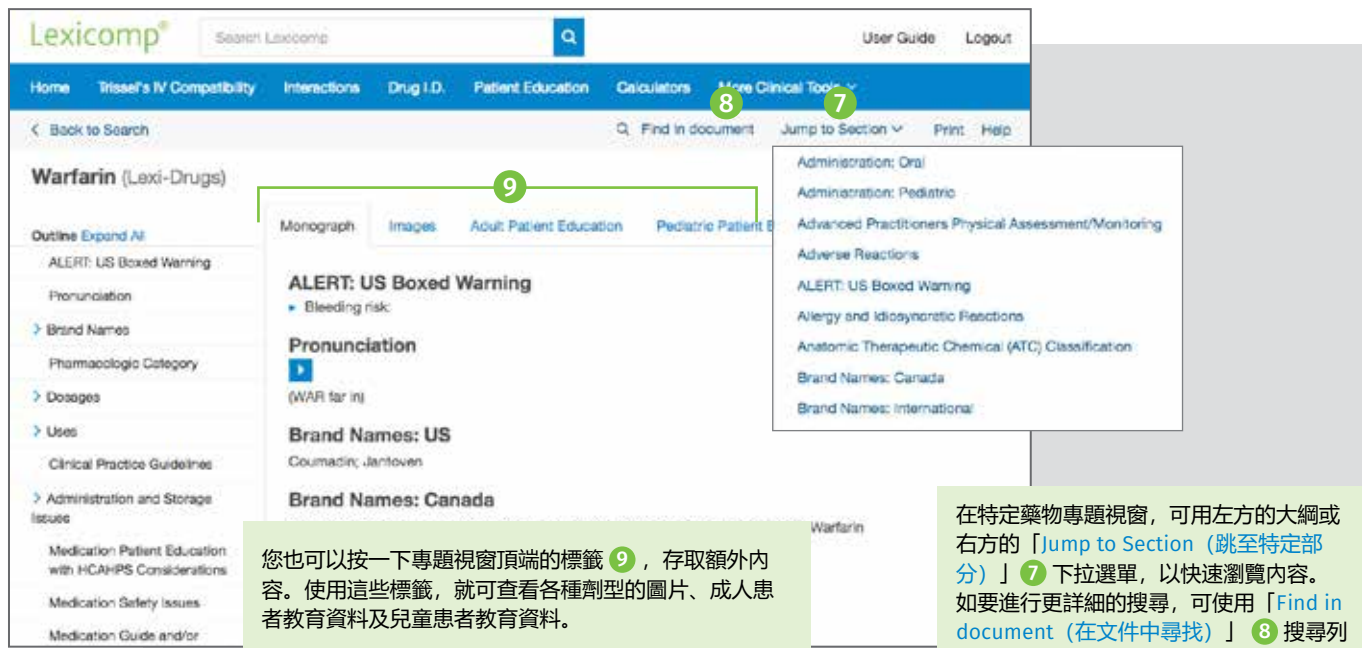 Lexicomp®
Search Lexicomp
User Guide Logout
Home Trissel's IV Compatibility Interactions Drug I.D. Patient Education Calculators More Clinical Tools
8 7
< Back to Search
Find in document Jump to Section Print Help
Warfarin (Lexi-Drugs)
9
Outline Expand All
ALERT: US Boxed Warning
Pronunciation
> Brand Names
Pharmacologic Category
> Dosages
> Uses
Clinical Practice Guidelines
> Administration and Storage
Issues
Medication Patient Education
with HCAHPS Considerations
Medication Safety Issues
Medication Guide and/or
Monograph Images Adult Patient Education Pediatric Patient E
ALERT: US Boxed Warning
Bleeding risk:
Pronunciation
(WAR far in)
Brand Names: US
Coumadin; Jantoven
Brand Names: Canada
Warfarin
Administration: Oral
Administration: Pediatric
Advanced Practitioners Physical Assessment/Monitoring
Adverse Reactions
ALERT: US Boxed Warning
Allergy and Idiosyncratic Reactions
Anatomic Therapeutic Chemical (ATC) Classification
Brand Names: Canada
Brand Names: International
您也可以按一下專題視窗頂端的標籤 9 ，存取額外內
容。使用這些標籤，就可查看各種劑型的圖片、成人患
者教育資料及兒童患者教育資料。
在特定藥物專題視窗，可用左方的大綱或
右方的「Jump to Section（跳至特定部
分）」 7 下拉選單，以快速瀏覽內容。
如要進行更詳細的搜尋，可使用「Find in
document（在文件中尋找）」 8 搜尋列